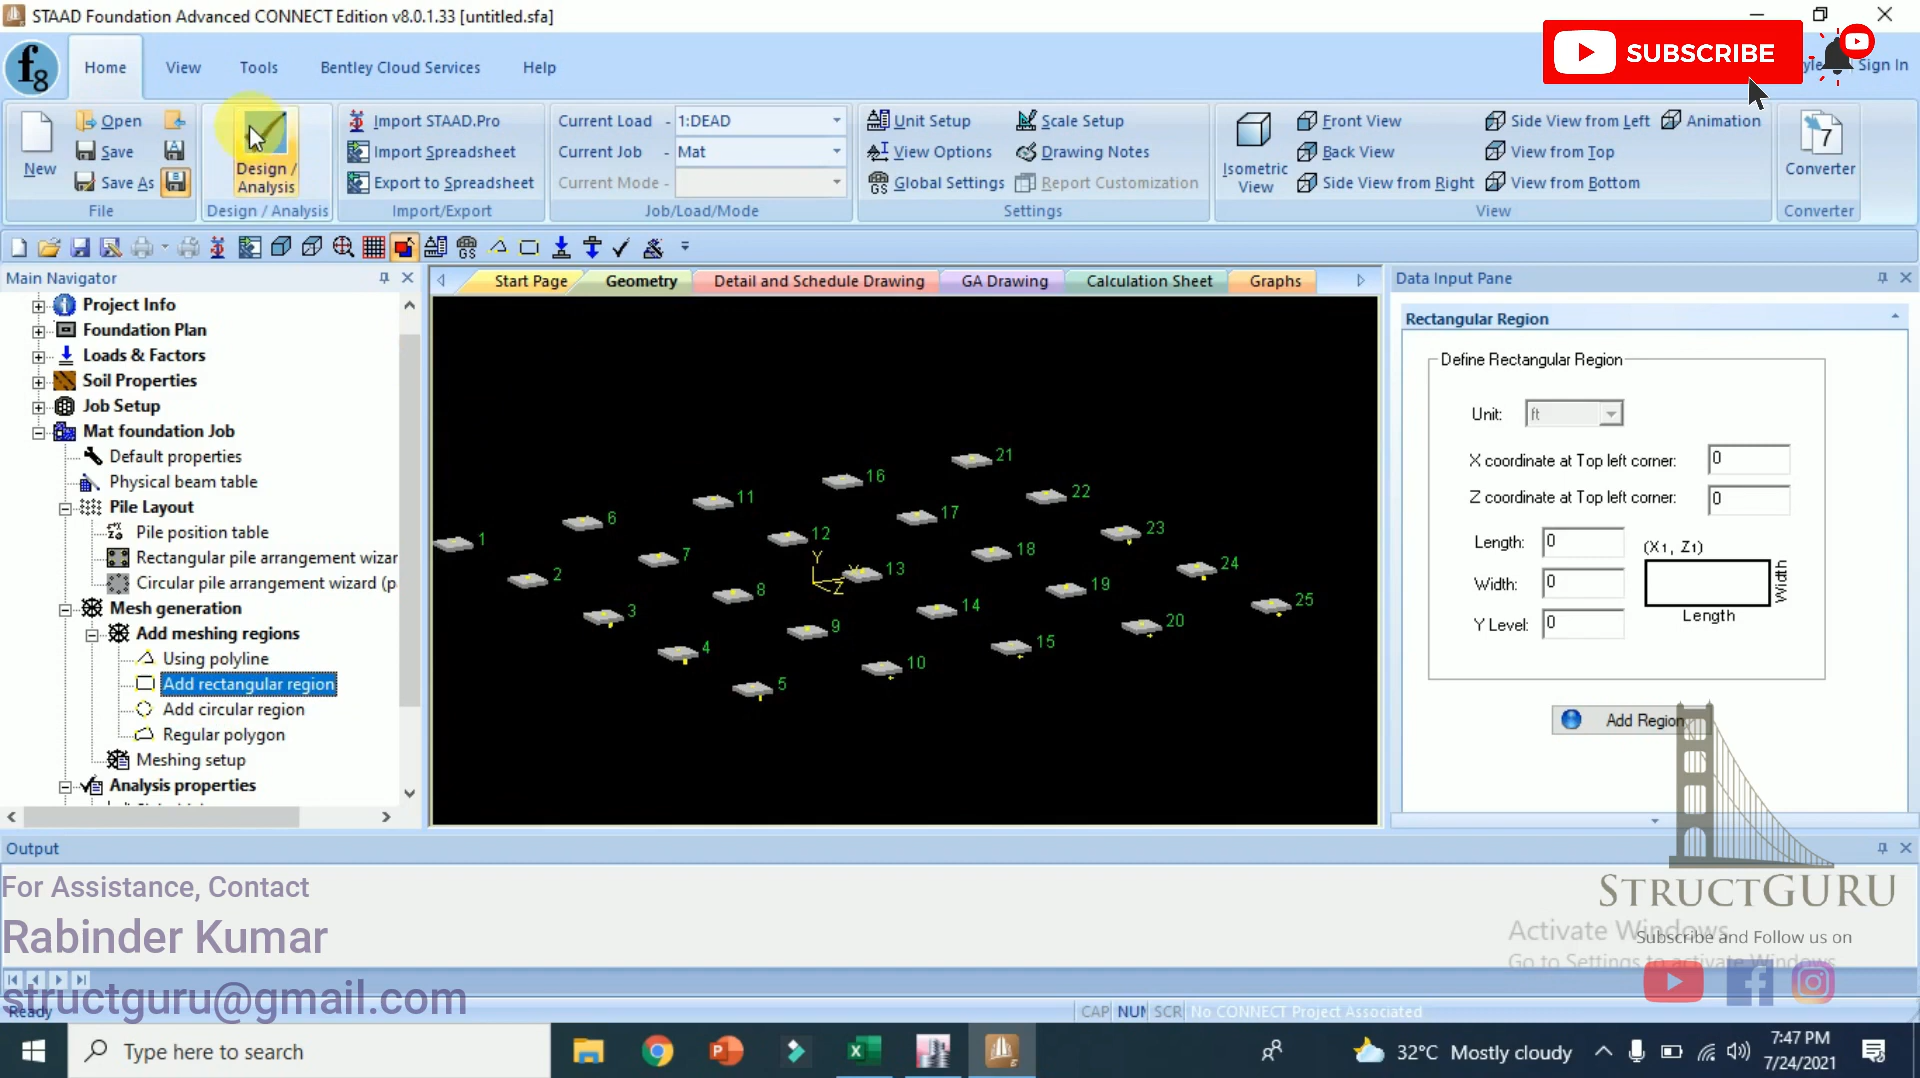 STAAD Foundation Advanced CONNECT Edition v8.0.1.33 [untitled.sfa]
SUBSCRIBE
Home View Tools Bentley Cloud Services Help
Sign In
New
Open
Save
Save As
File
Design / Analysis
Design / Analysis
Import STAAD.Pro
Import Spreadsheet
Export to Spreadsheet
Import/Export
Current Load - 1:DEAD
Current Job - Mat
Current Mode -
Job/Load/Mode
Unit Setup
View Options
Global Settings
Scale Setup
Drawing Notes
Report Customization
Settings
Isometric View
Front View
Back View
Side View from Right
Side View from Left
View from Top
View from Bottom
Animation
View
7
Converter
Converter
GS
Main Navigator
Project Info
Foundation Plan
Loads & Factors
Soil Properties
Job Setup
Mat foundation Job
Default properties
Physical beam table
Pile Layout
Pile position table
Rectangular pile arrangement wizar
Circular pile arrangement wizard (p
Mesh generation
Add meshing regions
Using polyline
Add rectangular region
Add circular region
Regular polygon
Meshing setup
Analysis properties
Start Page Geometry Detail and Schedule Drawing GA Drawing Calculation Sheet Graphs
21
16
22
11
17
23
6
12
18
24
1
7
13
19
25
2
8
14
20
3
9
15
4
10
5
Y
X
Z
Data Input Pane
Rectangular Region
Define Rectangular Region
Unit: ft
X coordinate at Top left corner: 0
Z coordinate at Top left corner: 0
Length: 0
Width: 0
Y Level: 0
(X1, Z1)
Width
Length
Add Region
Output
For Assistance, Contact
Rabinder Kumar
structguru@gmail.com
STRUCTGURU
Activate Windows
Subscribe and Follow us on
Go to Settings to activate Windows.
Ready
CAP NUM SCR No CONNECT Project Associated
Type here to search
32°C Mostly cloudy
7:47 PM
7/24/2021